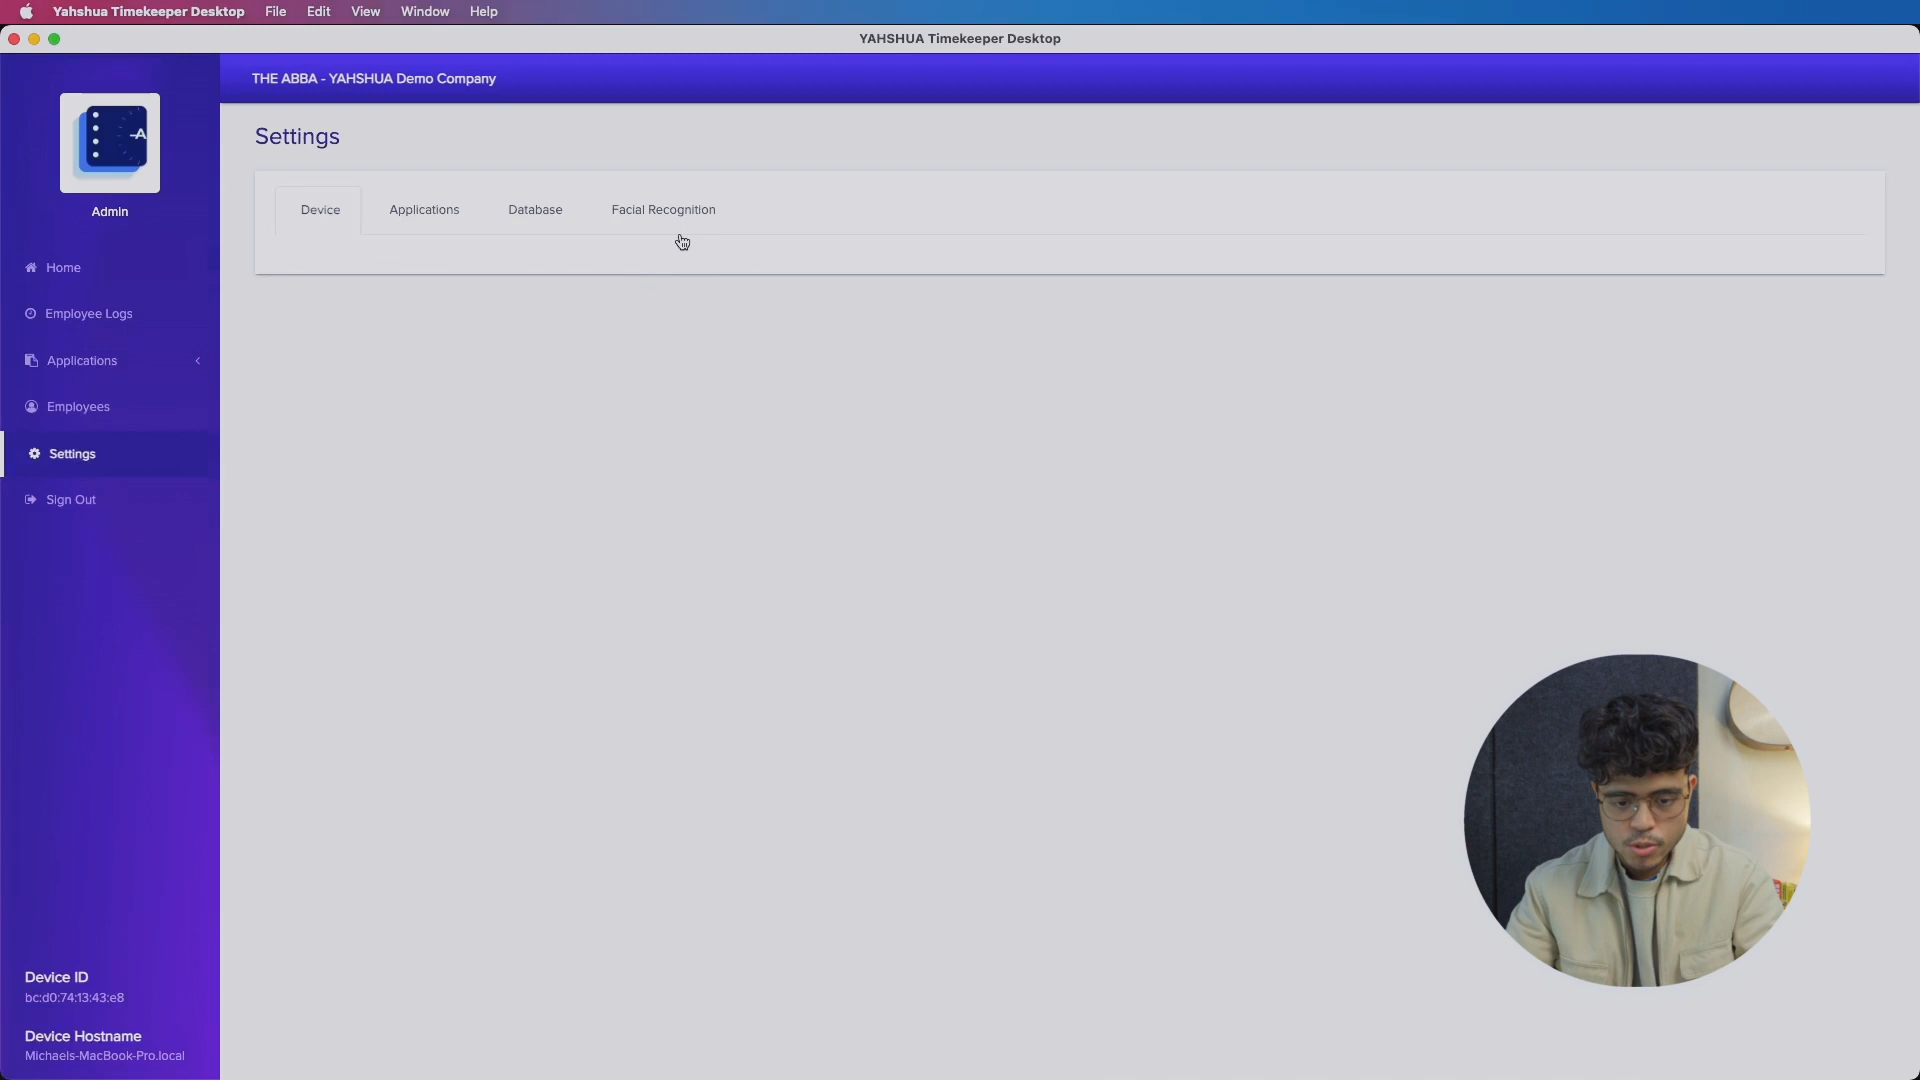 Yahshua Timekeeper Desktop File Edit View Window Help
YAHSHUA Timekeeper Desktop
THE ABBA - YAHSHUA Demo Company
-A
Admin
Settings
Device Applications Database Facial Recognition
Home
Employee Logs
Applications
Employees
Settings
Sign Out
Device ID
bc:d0:74:13:43:e8
Device Hostname
Michaels-MacBook-Pro.local